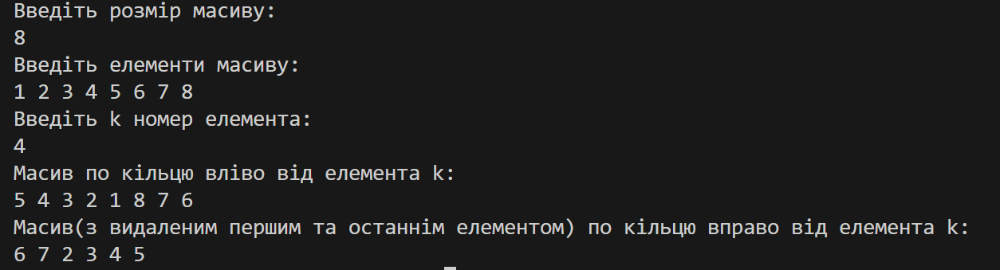 Введіть розмір масиву:
8
Введіть елементи масиву:
1 2 3 4 5 6 7 8
Введіть k номер елемента:
4
Масив по кільцю вліво від елемента k:
5 4 3 2 1 8 7 6
Масив(з видаленим першим та останнім елементом) по кільцю вправо від елемента k:
6 7 2 3 4 5